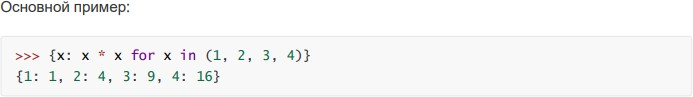 Основной пример:
>>> {x: x * x for x in (1, 2, 3, 4)}
{1: 1, 2: 4, 3: 9, 4: 16}